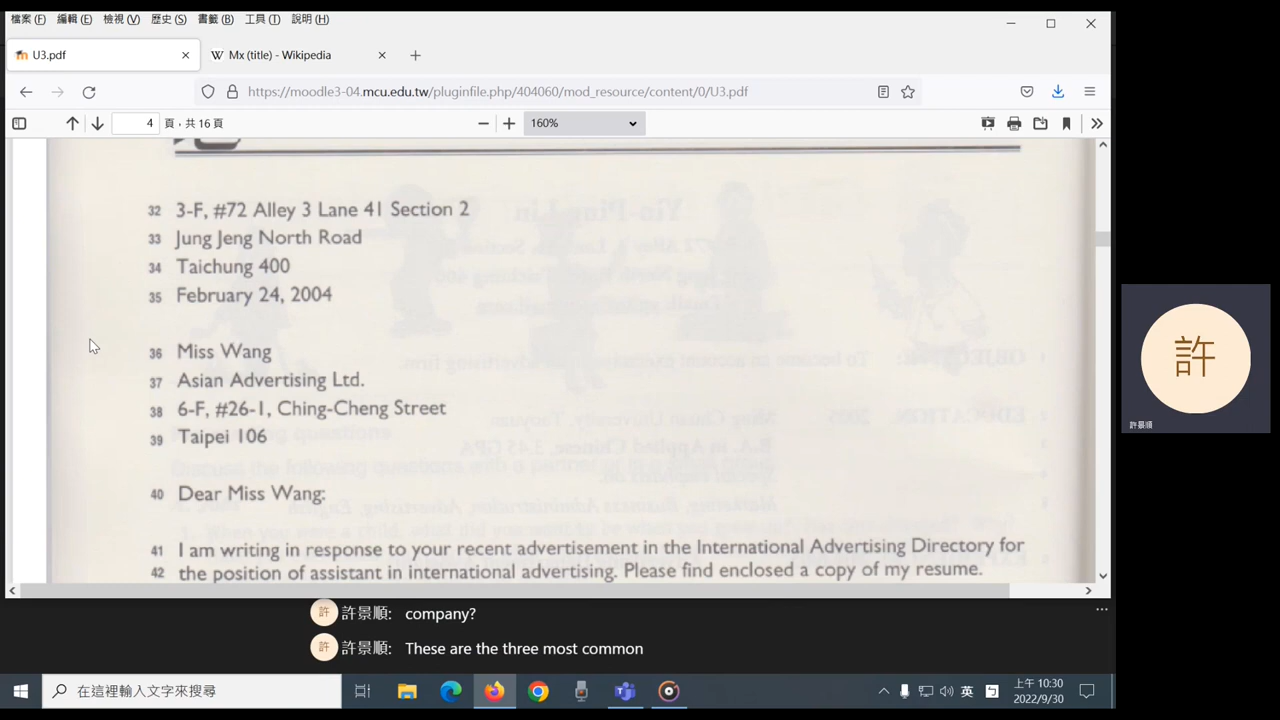 檔案(F) 編輯(E) 檢視(V) 歷史(S) 書籤(B) 工具(T) 說明(H)
U3.pdf
W Mx (title) - Wikipedia
https://moodle3-04.mcu.edu.tw/pluginfile.php/404060/mod_resource/content/0/U3.pdf
4 頁，共 16 頁
160%
32 3-F, #72 Alley 3 Lane 41 Section 2
33 Jung Jeng North Road
34 Taichung 400
35 February 24, 2004
36 Miss Wang
37 Asian Advertising Ltd.
38 6-F, #26-1, Ching-Cheng Street
39 Taipei 106
40 Dear Miss Wang:
41 I am writing in response to your recent advertisement in the International Advertising Directory for
42 the position of assistant in international advertising. Please find enclosed a copy of my resume.
許
許景順
許 許景順: company?
許 許景順: These are the three most common
在這裡輸入文字來搜尋
英
ㄅ
上午 10:30
2022/9/30